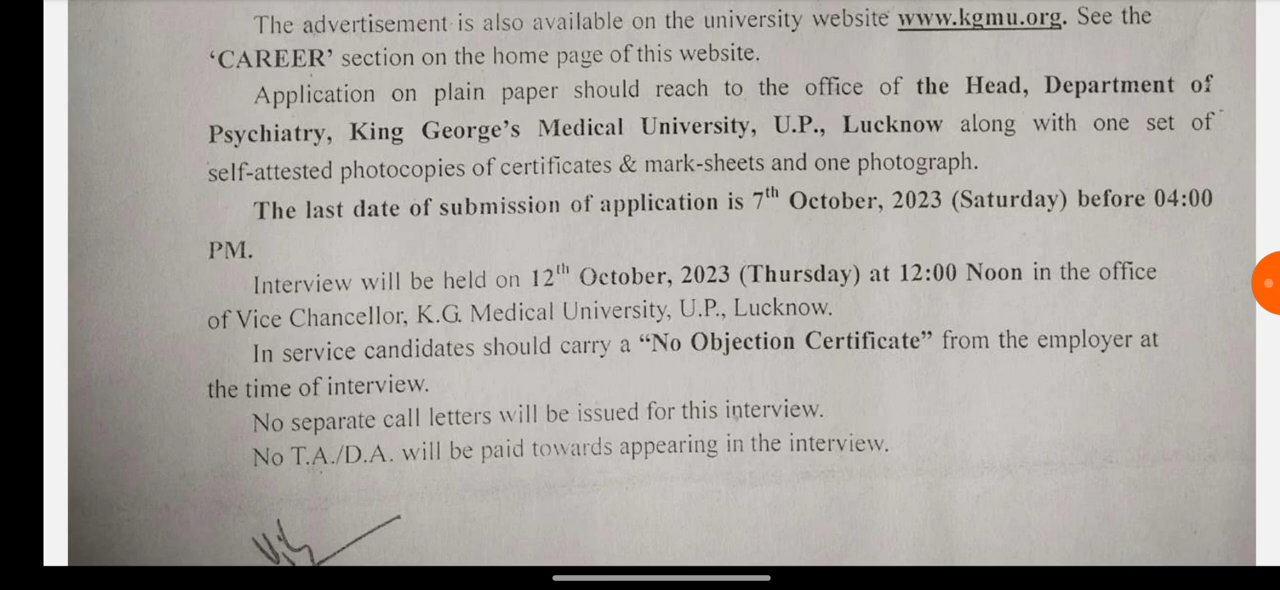 The advertisement is also available on the university website www.kgmu.org. See the
‘CAREER’ section on the home page of this website.
Application on plain paper should reach to the office of the Head, Department of
Psychiatry, King George’s Medical University, U.P., Lucknow along with one set of
self-attested photocopies of certificates & mark-sheets and one photograph.
The last date of submission of application is 7th October, 2023 (Saturday) before 04:00
PM.
Interview will be held on 12th October, 2023 (Thursday) at 12:00 Noon in the office
of Vice Chancellor, K.G. Medical University, U.P., Lucknow.
In service candidates should carry a “No Objection Certificate” from the employer at
the time of interview.
No separate call letters will be issued for this interview.
No T.A./D.A. will be paid towards appearing in the interview.